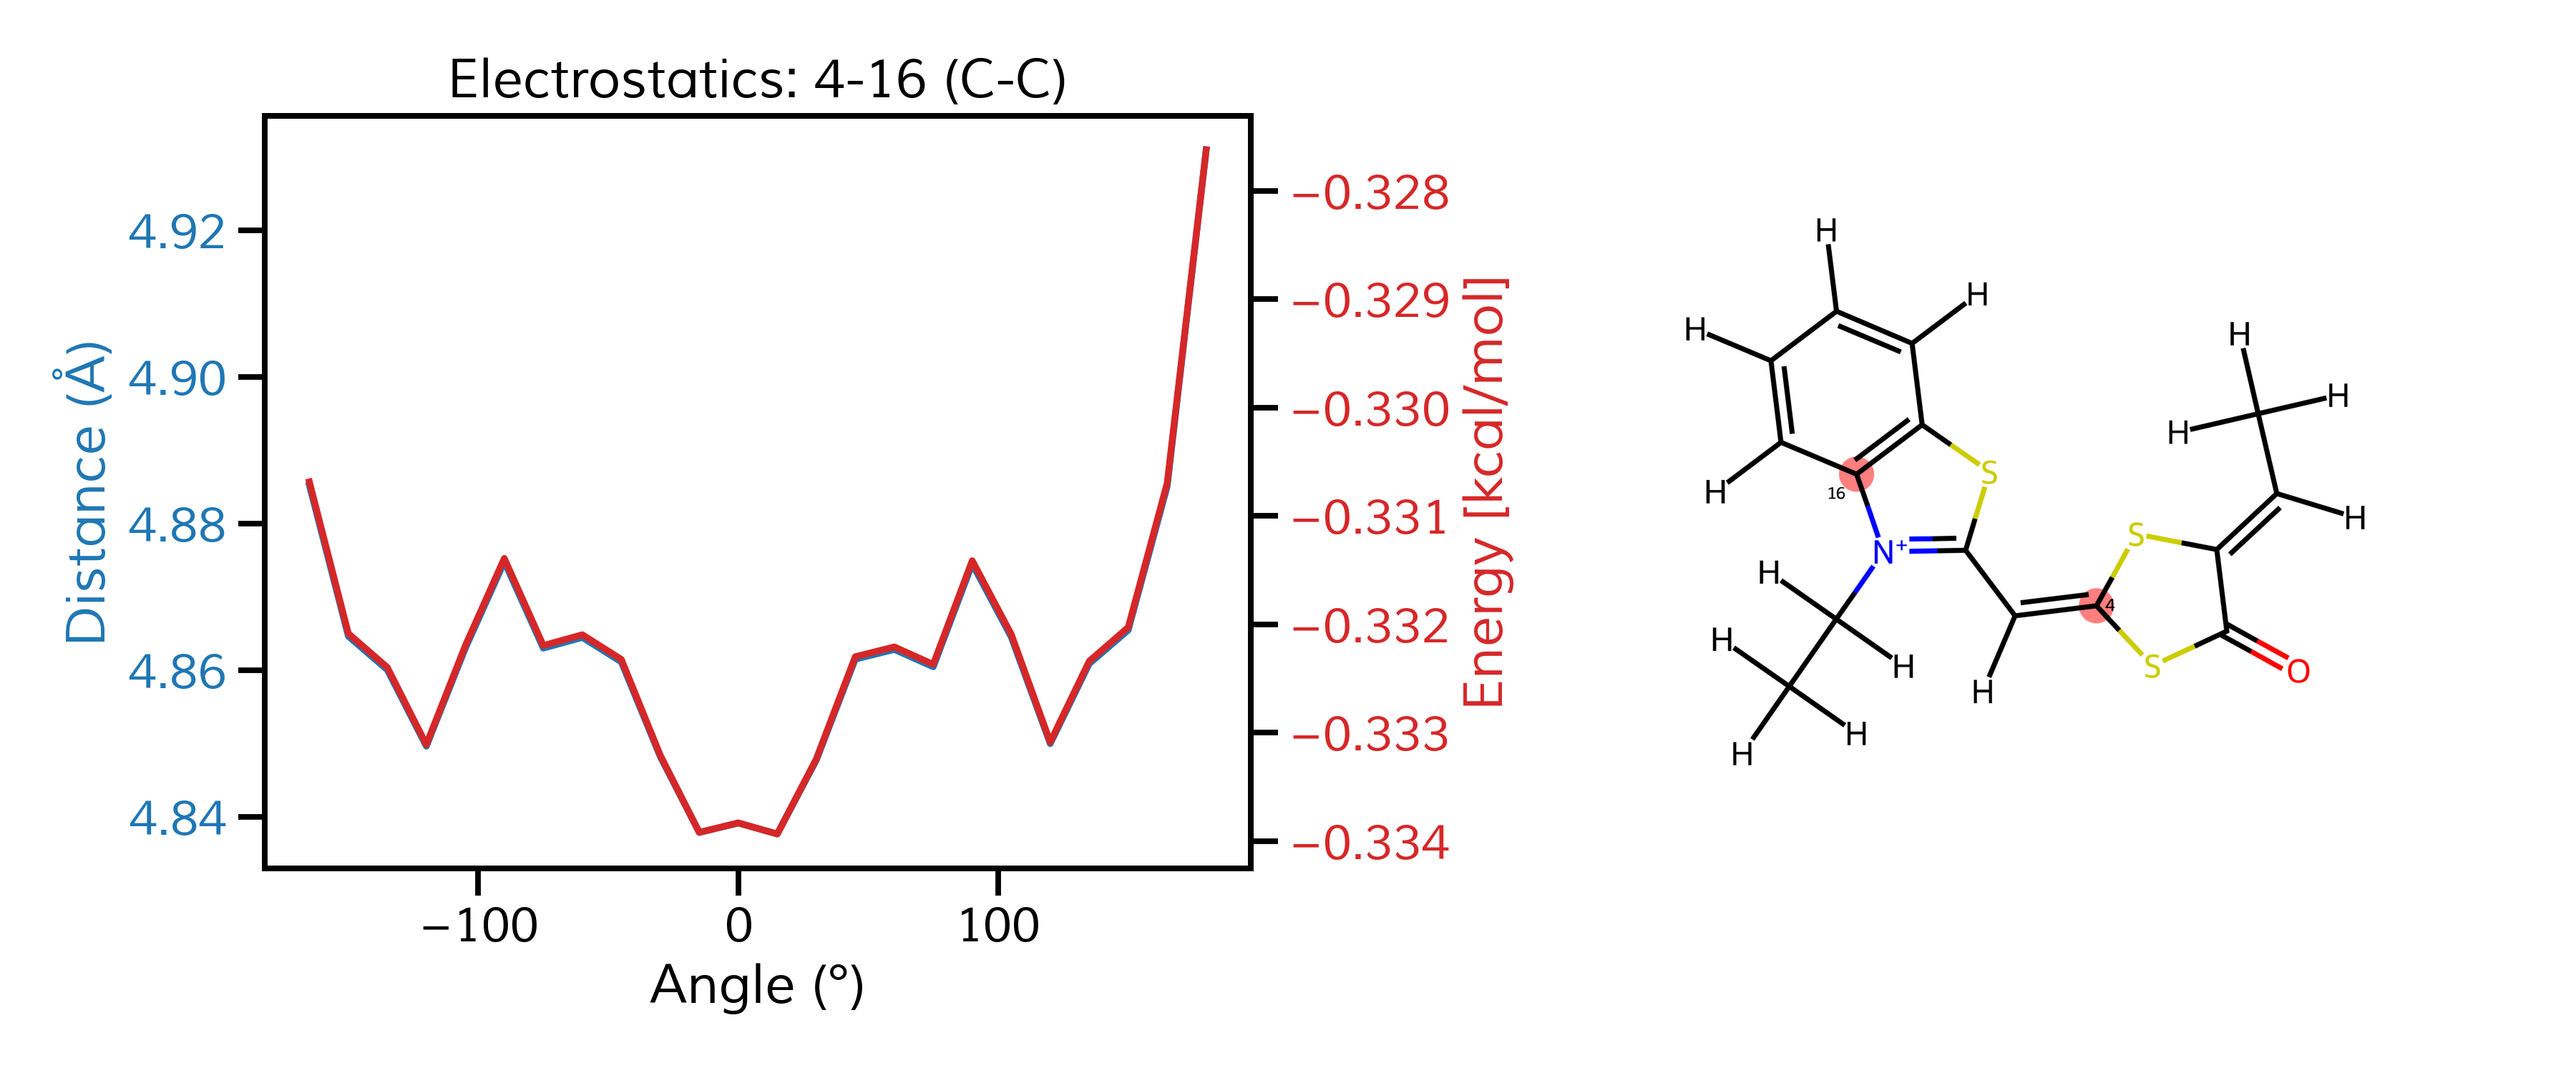 Electrostatics: 4-16 (C-C)
Distance (Å)
4.92
4.90
4.88
4.86
4.84
−100
0
100
Angle (°)
−0.328
−0.329
−0.330
−0.331
−0.332
−0.333
−0.334
Energy [kcal/mol]
H
H
H
H
H
H
H
S
16
H
S
N+
H
4
H
H
S
O
H
H
H